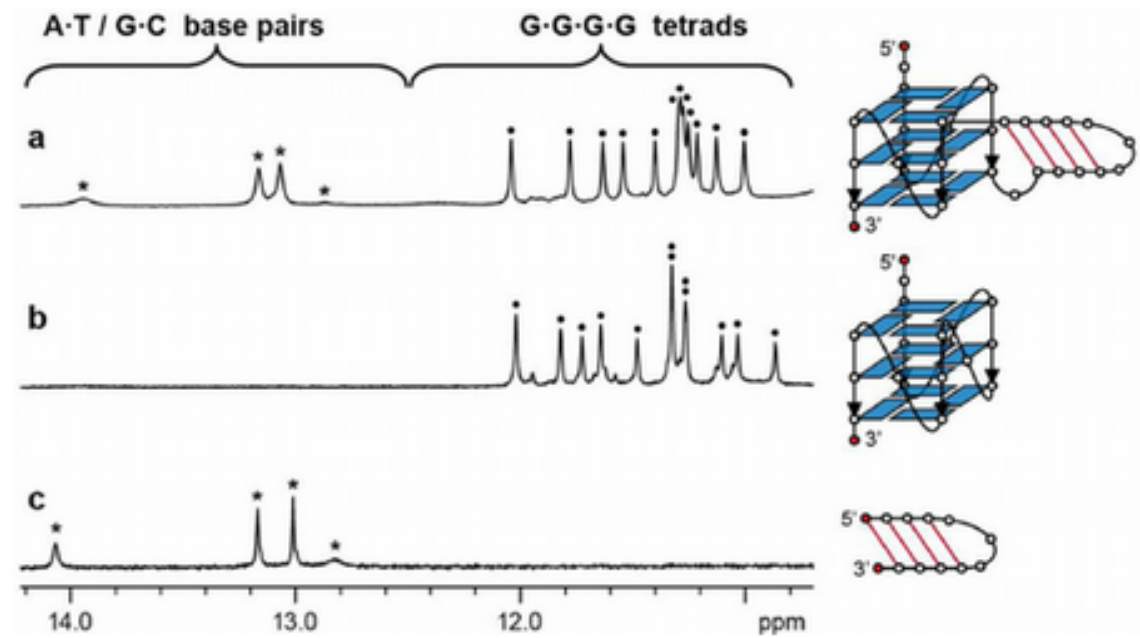 A·T / G·C base pairs
G·G·G·G tetrads
a
5'
3'
b
5'
3'
c
5'
3'
14.0 13.0 12.0 ppm